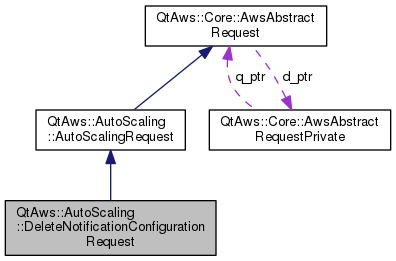 QtAws::Core::AwsAbstract
Request
q_ptr
d_ptr
QtAws::AutoScaling
::AutoScalingRequest
QtAws::Core::AwsAbstract
RequestPrivate
QtAws::AutoScaling
::DeleteNotificationConfiguration
Request